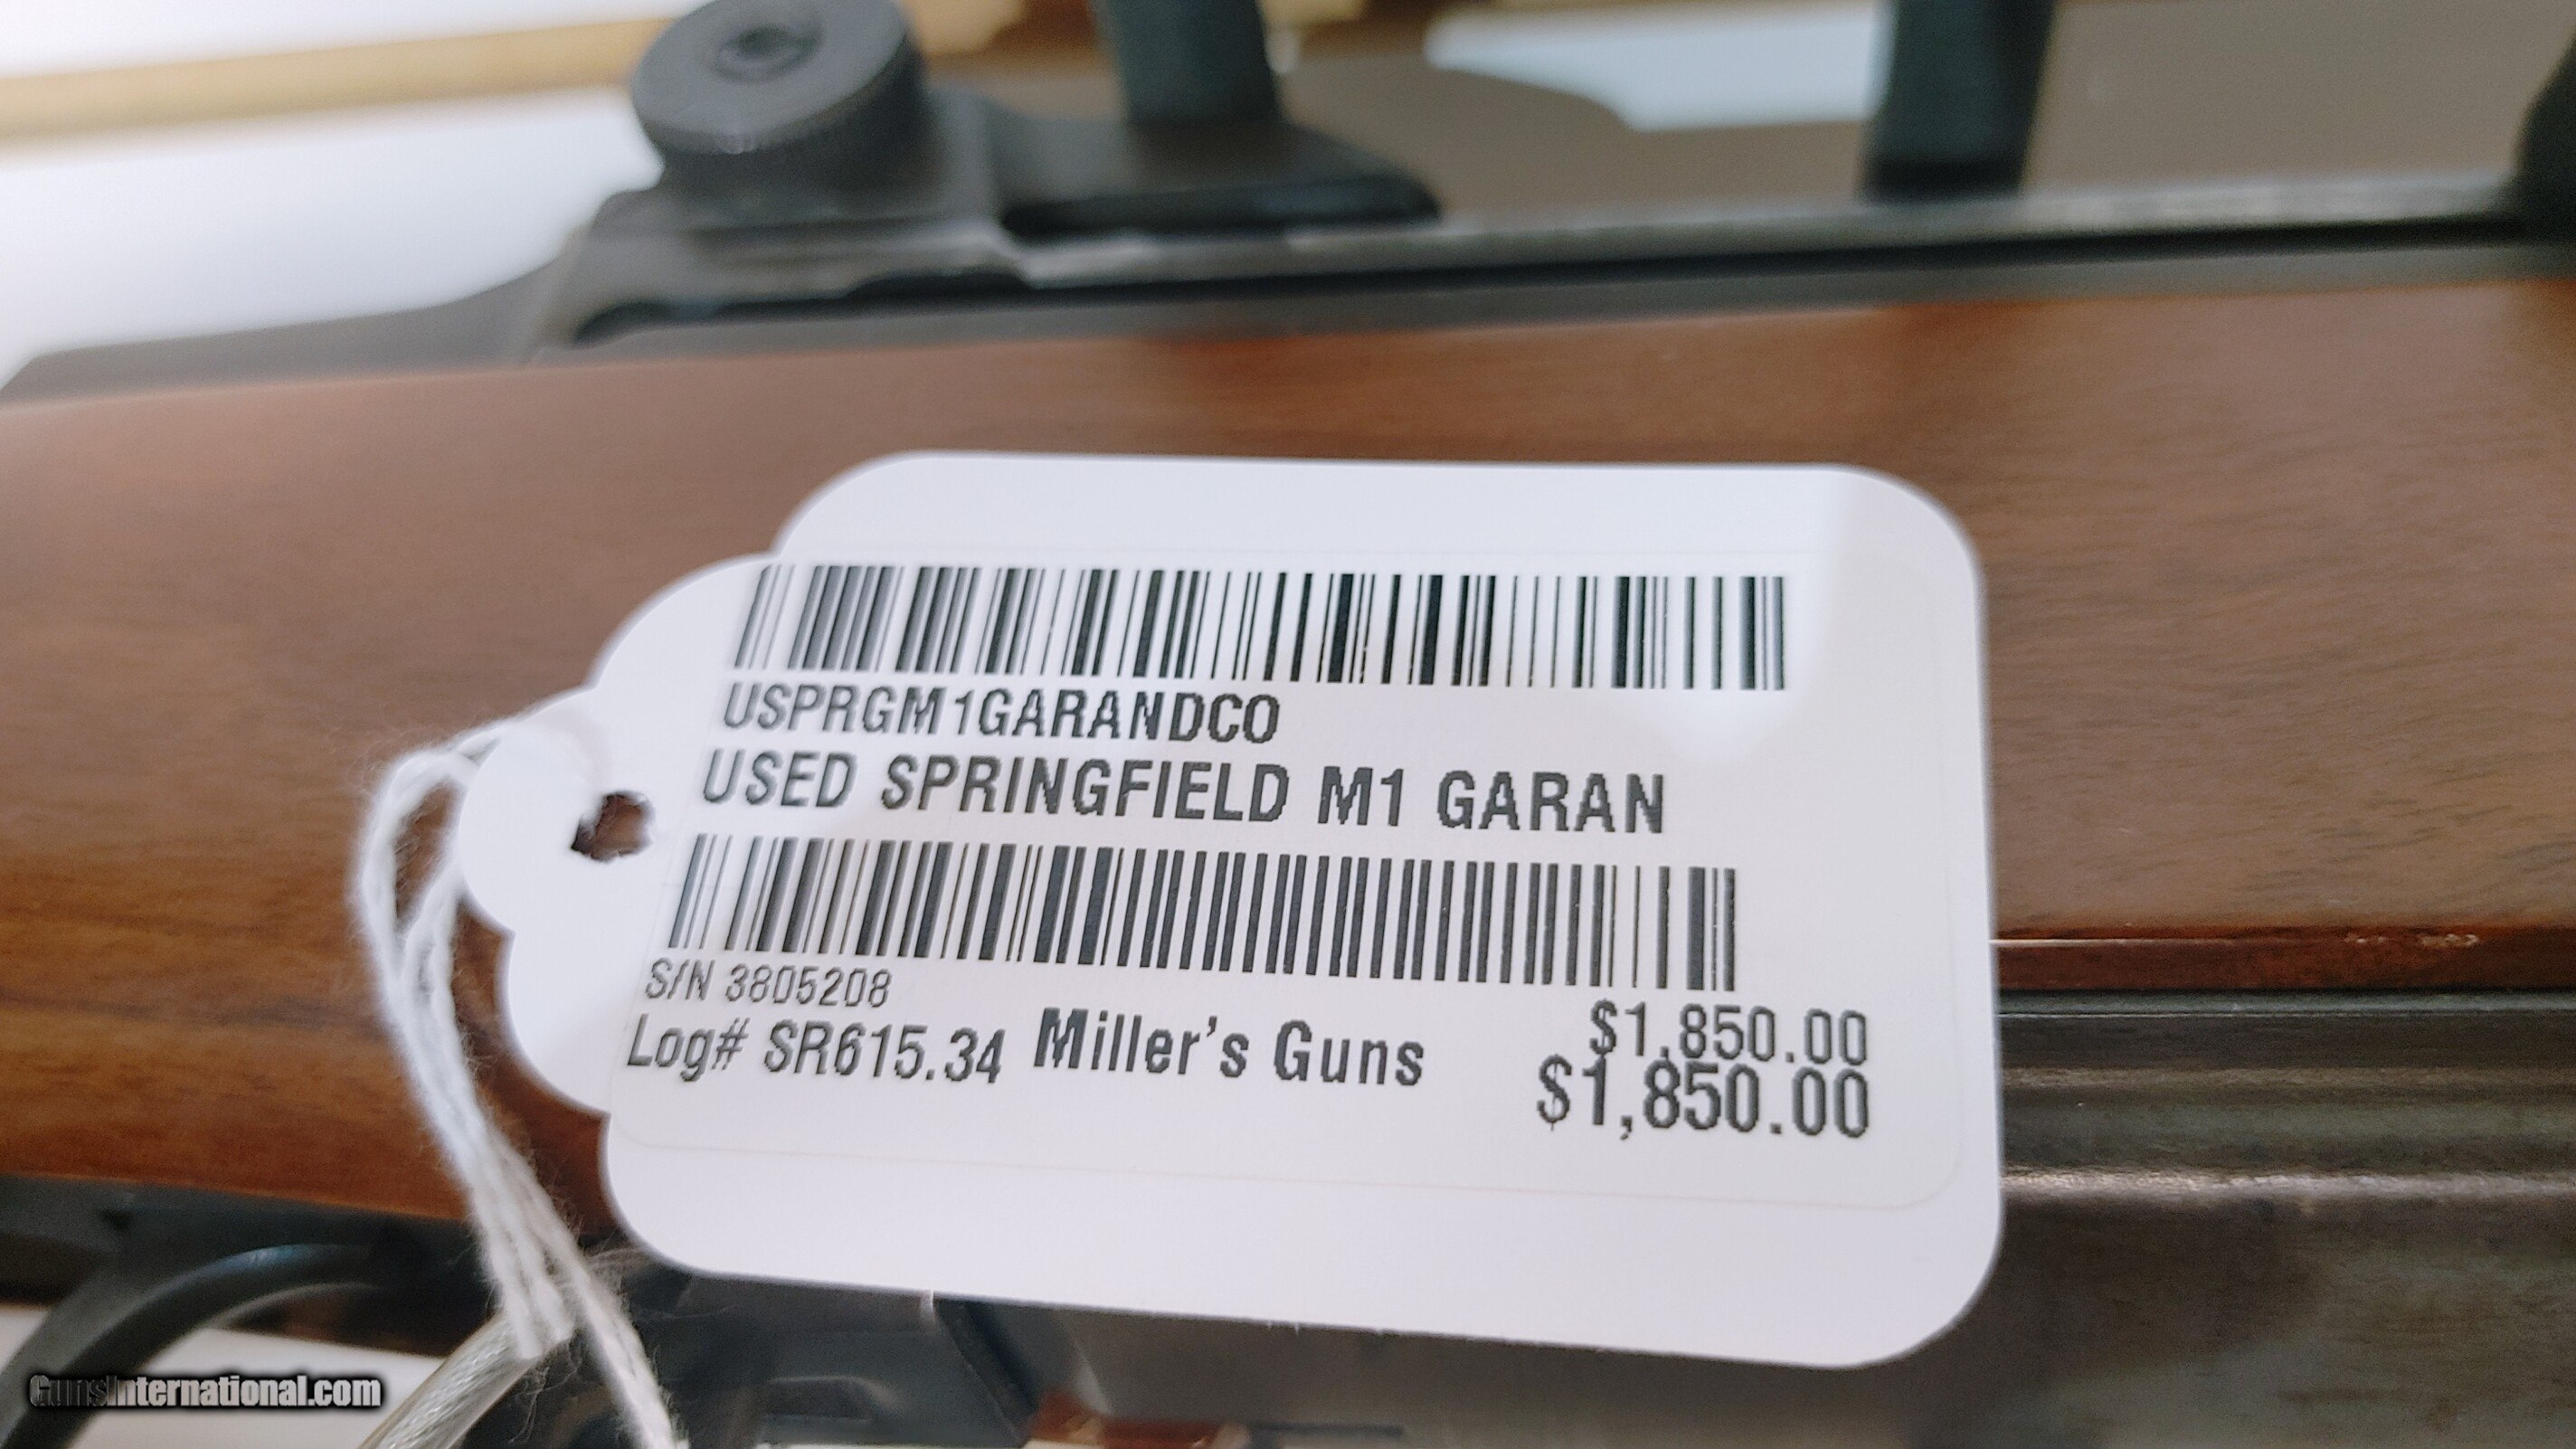 USPRGM1GARANDCO
USED SPRINGFIELD M1 GARAN
S/N 3805208
Log# SR615.34 Miller's Guns
$1,850.00
$1,850.00
GunsInternational.com